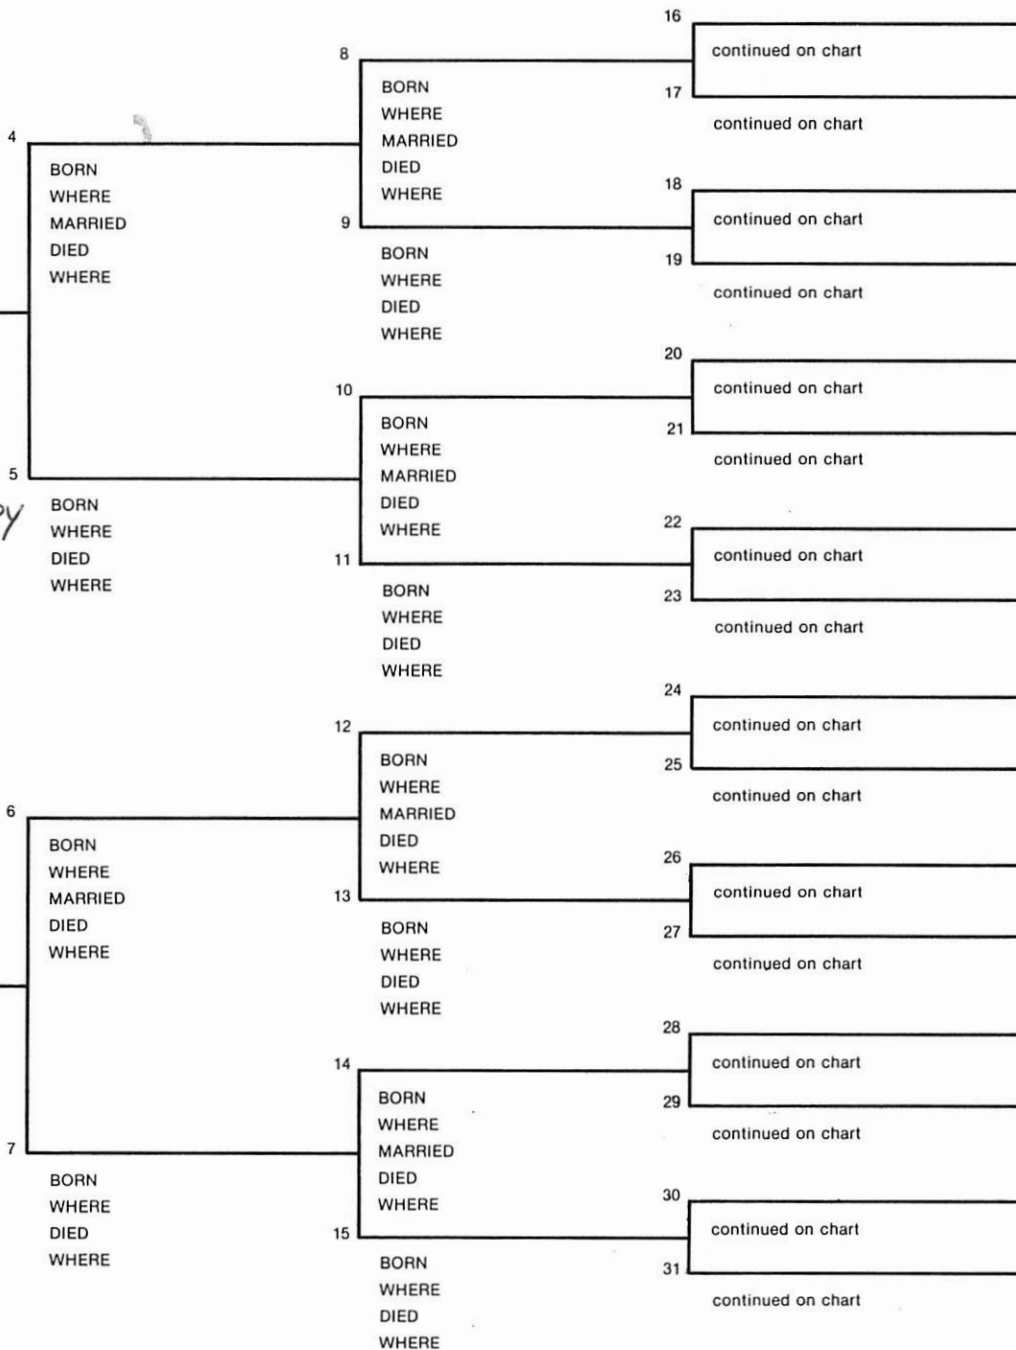 16
continued on chart
8
BORN
17
WHERE
continued on chart
4
MARRIED
BORN
DIED
18
WHERE
WHERE
continued on chart
MARRIED
9
DIED
BORN
19
WHERE
WHERE
continued on chart
DIED
WHERE
20
continued on chart
10
BORN
21
WHERE
continued on chart
5
MARRIED
BORN
DIED
22
WHERE
WHERE
continued on chart
DIED
11
WHERE
BORN
23
WHERE
continued on chart
DIED
WHERE
24
continued on chart
12
BORN
25
WHERE
continued on chart
6
MARRIED
BORN
DIED
26
WHERE
WHERE
continued on chart
MARRIED
13
DIED
BORN
27
WHERE
WHERE
continued on chart
DIED
WHERE
28
continued on chart
14
BORN
29
WHERE
continued on chart
7
MARRIED
BORN
DIED
30
WHERE
WHERE
continued on chart
DIED
15
WHERE
BORN
31
WHERE
continued on chart
DIED
WHERE